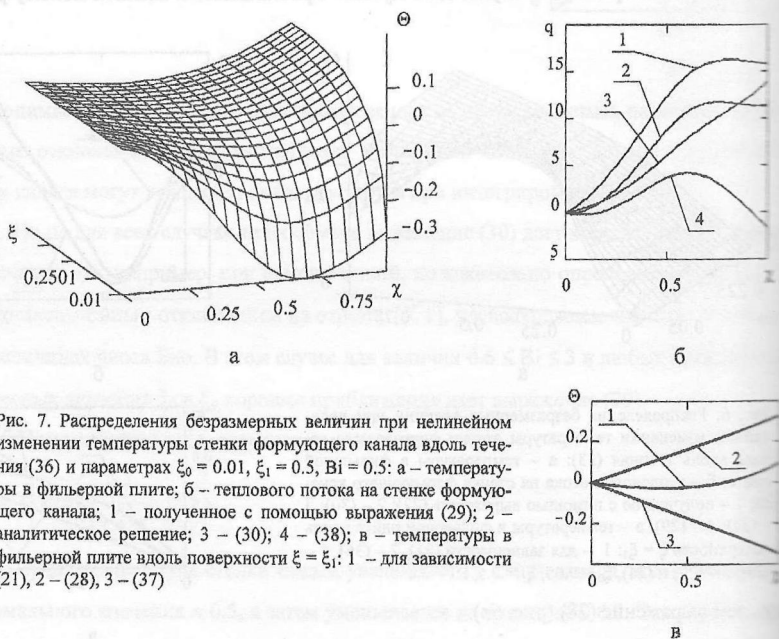 Θ
0.1
0
−0.1
−0.2
−0.3
ξ
0.2501
0.01
0
0.25
0.5
0.75
χ
а
q
15
10
5
0
5
1
2
3
4
0
0.5
z
б
Рис. 7. Распределения безразмерных величин при нелинейном
изменении температуры стенки формующего канала вдоль тече-
ния (36) и параметрах ξ₀ = 0.01, ξ₁ = 0.5, Bi = 0.5: а – температу-
ры в фильерной плите; б – теплового потока на стенке формую-
щего канала; 1 – полученное с помощью выражения (29); 2 –
аналитическое решение; 3 – (30); 4 – (38); в – температуры в
фильерной плите вдоль поверхности ξ = ξ₁: 1 – для зависимости
(21), 2 – (28), 3 – (37)
Θ
0.2
0
0.2
1
2
3
0
0.5
z
в